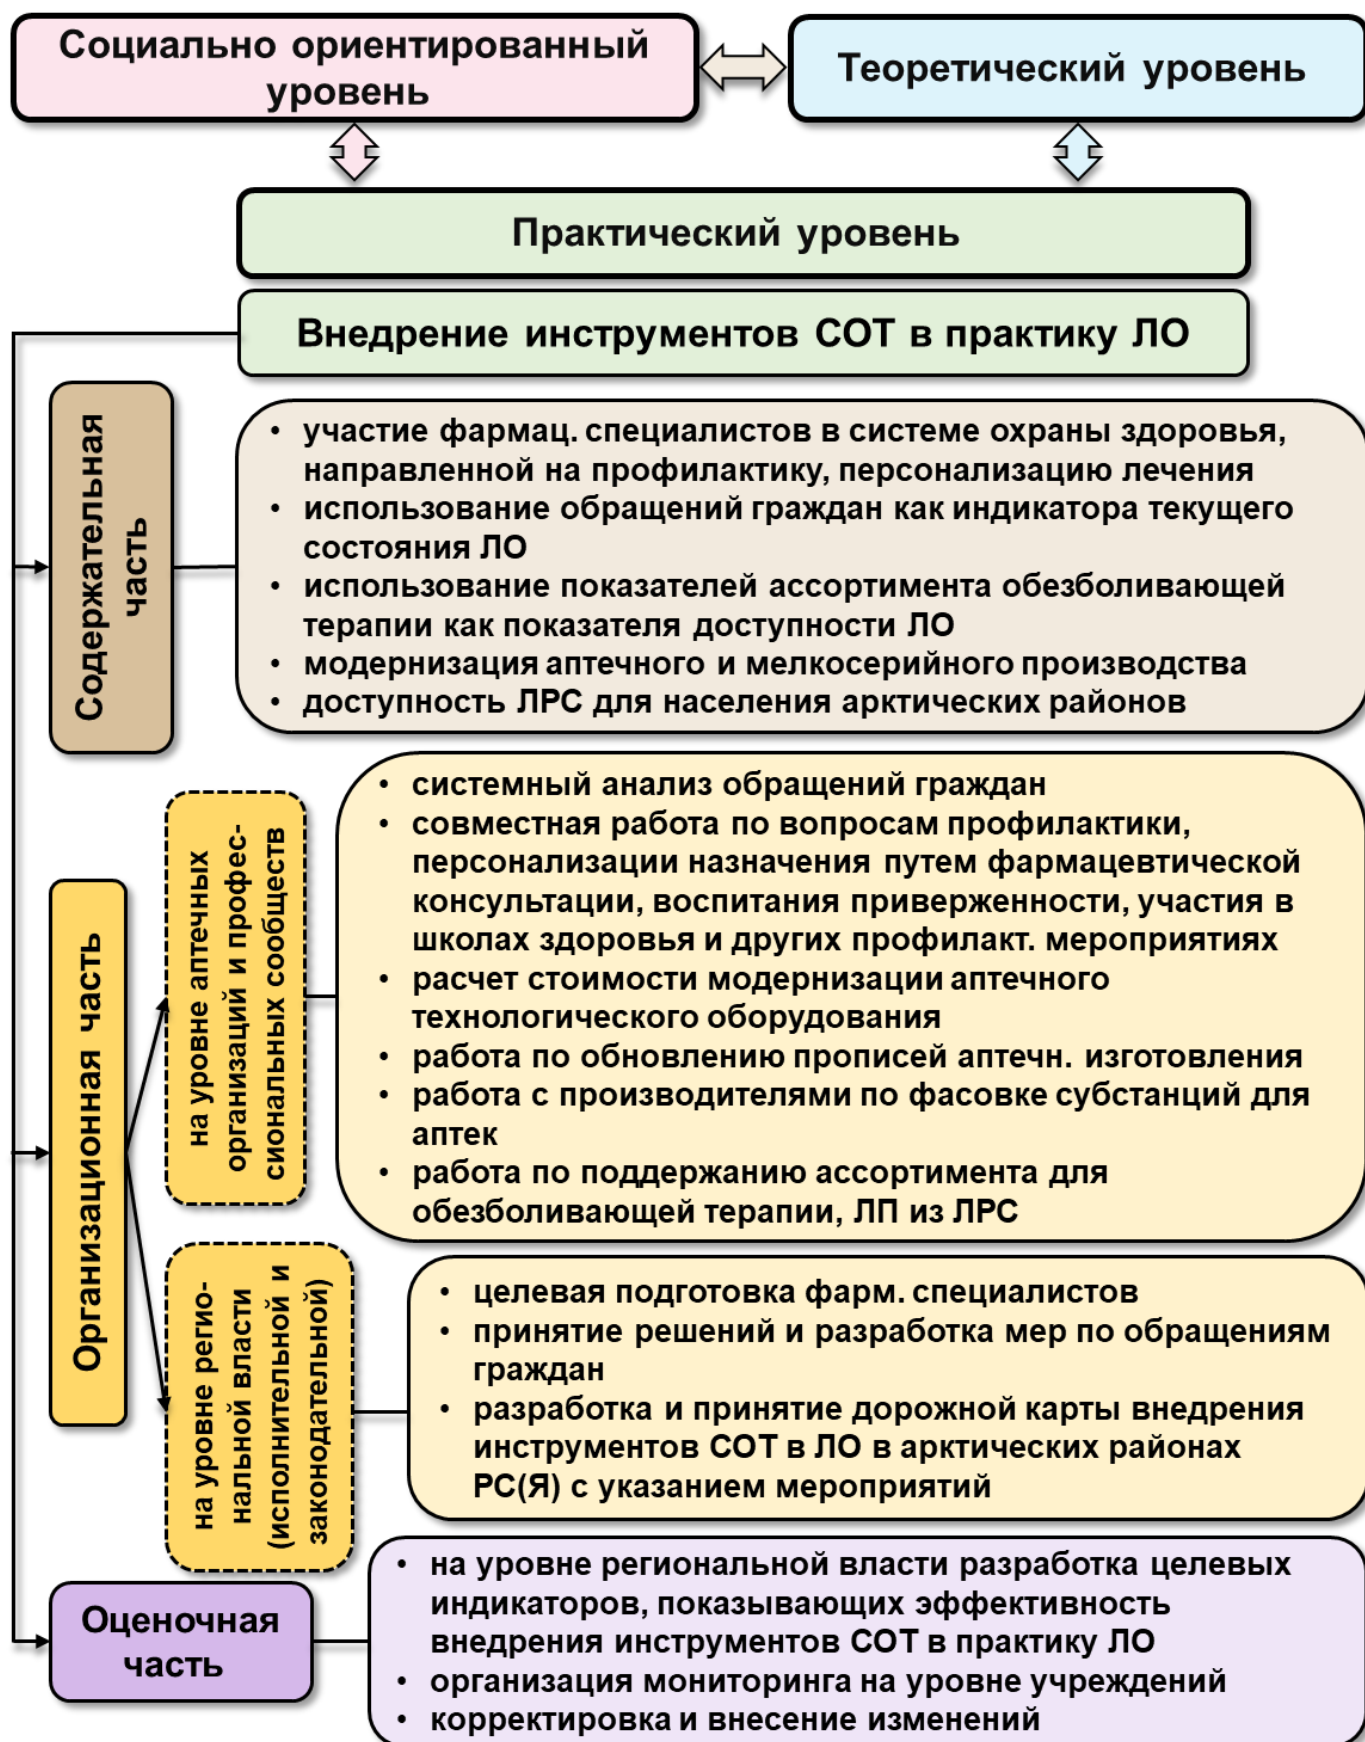 Социально ориентированный
уровень
Теоретический уровень
Практический уровень
Внедрение инструментов СОТ в практику ЛО
Содержательная
часть
• участие фармац. специалистов в системе охраны здоровья,
направленной на профилактику, персонализацию лечения
• использование обращений граждан как индикатора текущего
состояния ЛО
• использование показателей ассортимента обезболивающей
терапии как показателя доступности ЛО
• модернизация аптечного и мелкосерийного производства
• доступность ЛРС для населения арктических районов
Организационная часть
на уровне аптечных
организаций и профес-
сиональных сообществ
• системный анализ обращений граждан
• совместная работа по вопросам профилактики,
персонализации назначения путем фармацевтической
консультации, воспитания приверженности, участия в
школах здоровья и других профилакт. мероприятиях
• расчет стоимости модернизации аптечного
технологического оборудования
• работа по обновлению прописей аптечн. изготовления
• работа с производителями по фасовке субстанций для
аптек
• работа по поддержанию ассортимента для
обезболивающей терапии, ЛП из ЛРС
на уровне регио-
нальной власти
(исполнительной и
законодательной)
• целевая подготовка фарм. специалистов
• принятие решений и разработка мер по обращениям
граждан
• разработка и принятие дорожной карты внедрения
инструментов СОТ в ЛО в арктических районах
РС(Я) с указанием мероприятий
Оценочная
часть
• на уровне региональной власти разработка целевых
индикаторов, показывающих эффективность
внедрения инструментов СОТ в практику ЛО
• организация мониторинга на уровне учреждений
• корректировка и внесение изменений